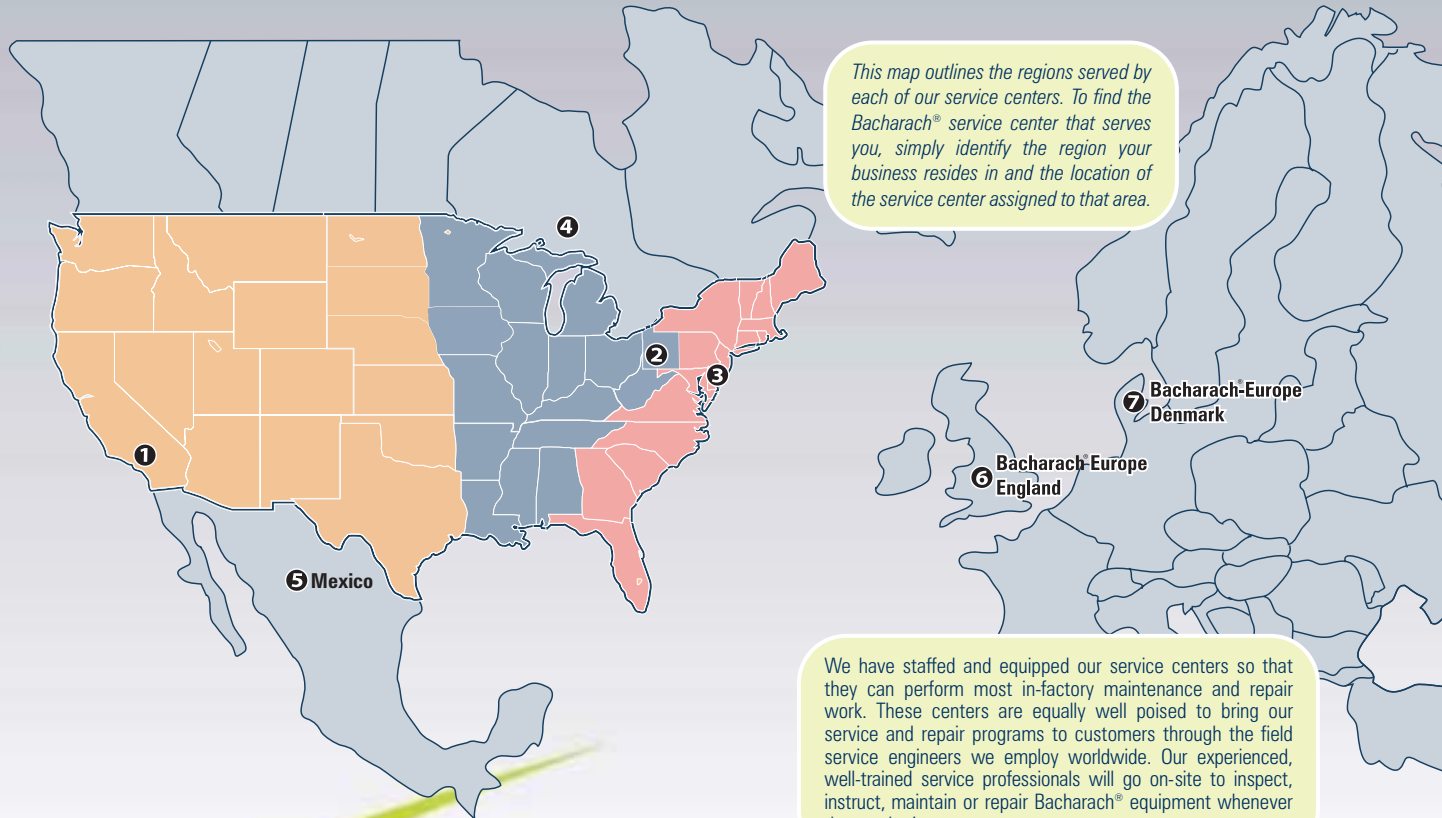 This map outlines the regions served by
each of our service centers. To find the
Bacharach® service center that serves
you, simply identify the region your
business resides in and the location of
the service center assigned to that area.
4
2
3
1
5 Mexico
7 Bacharach®Europe
Denmark
6 Bacharach®Europe
England
We have staffed and equipped our service centers so that
they can perform most in-factory maintenance and repair
work. These centers are equally well poised to bring our
service and repair programs to customers through the field
service engineers we employ worldwide. Our experienced,
well-trained service professionals will go on-site to inspect,
instruct, maintain or repair Bacharach® equipment whenever